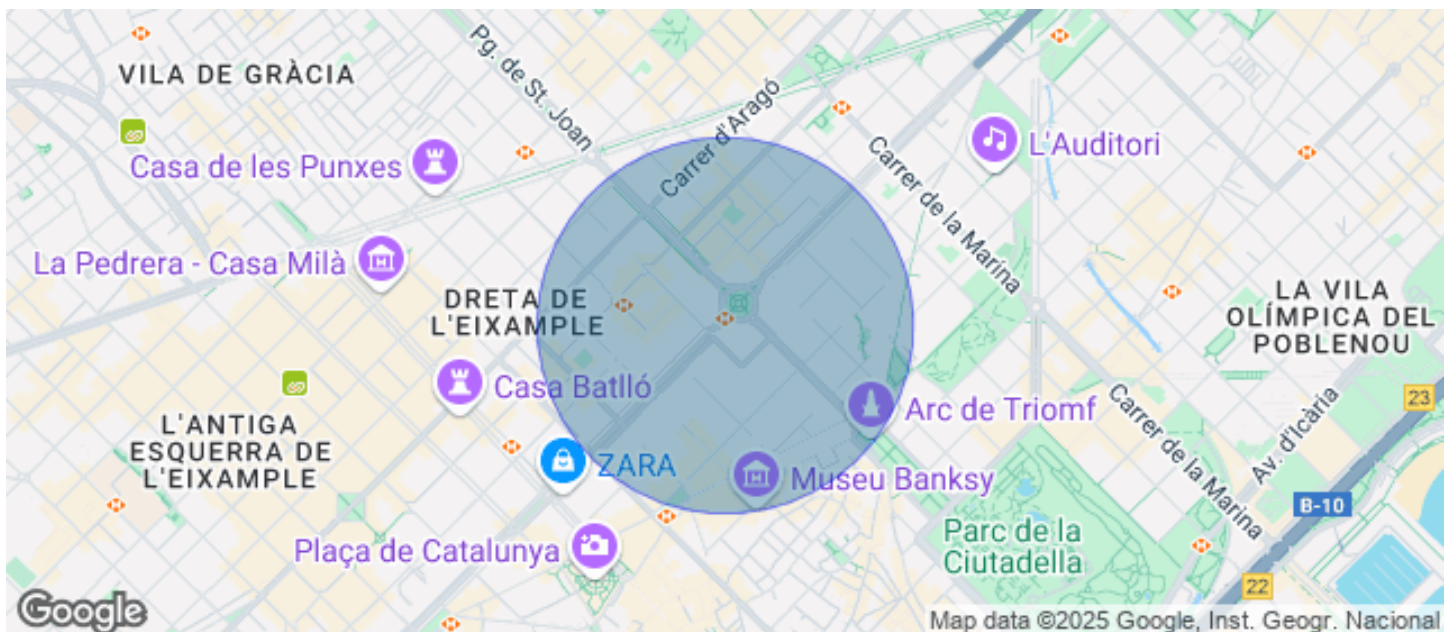 VILA DE GRÀCIA
Pg. de St. Joan
Carrer d'Aragó
Casa de les Punxes
L'Auditori
Carrer de la Marina
La Pedrera - Casa Milà
DRETA DE
L'EIXAMPLE
LA VILA
OLÍMPICA DEL
POBLENOU
Casa Batlló
Arc de Triomf
23
L'ANTIGA
ESQUERRA DE
L'EIXAMPLE
Carrer de la Marina
Av. d'Icària
ZARA
Museu Banksy
B-10
Plaça de Catalunya
Parc de la
Ciutadella
22
Google
Map data ©2025 Google, Inst. Geogr. Nacional